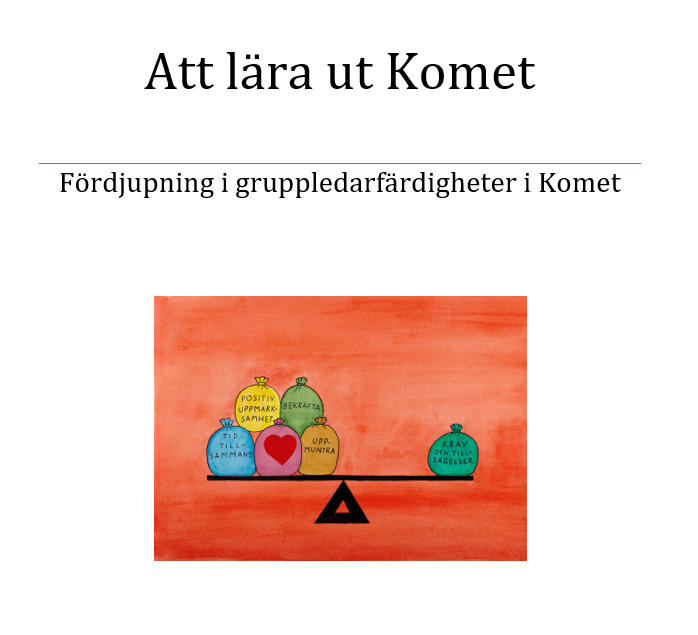 Att lära ut Komet
Fördjupning i gruppledarfärdigheter i Komet
POSITIV
UPPMARK-
SAMHET
BEKRÄFTA
TID
TILL-
SAMMANS
UPP-
MUNTRA
KRAV
OCH TILL-
SÄGELSER